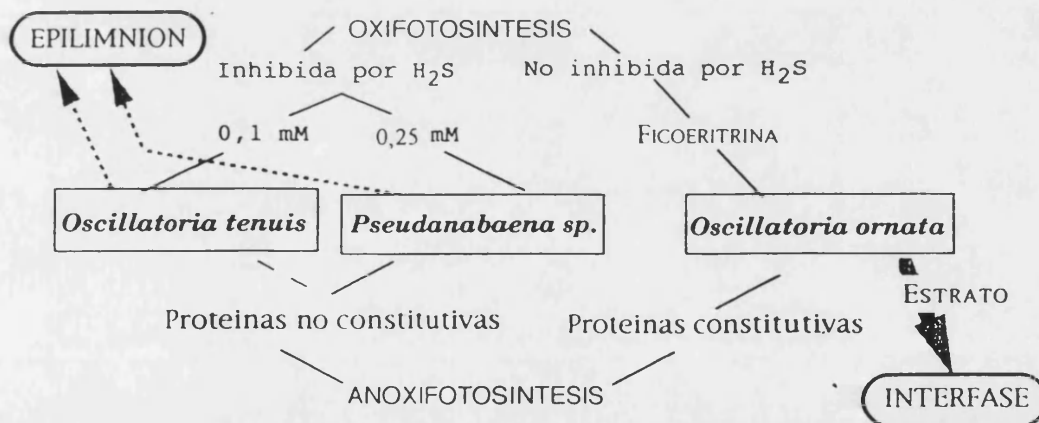 OXIFOTOSINTESIS
EPILIMNION
Inhibida por H₂S
No inhibida por H₂S
0,1 mM
0,25 mM
FICOERITRINA
Oscillatoria tenuis
Pseudanabaena sp.
Oscillatoria ornata
ESTRATO
Proteinas no constitutivas
Proteinas constitutivas
ANOXIFOTOSINTESIS
INTERFASE